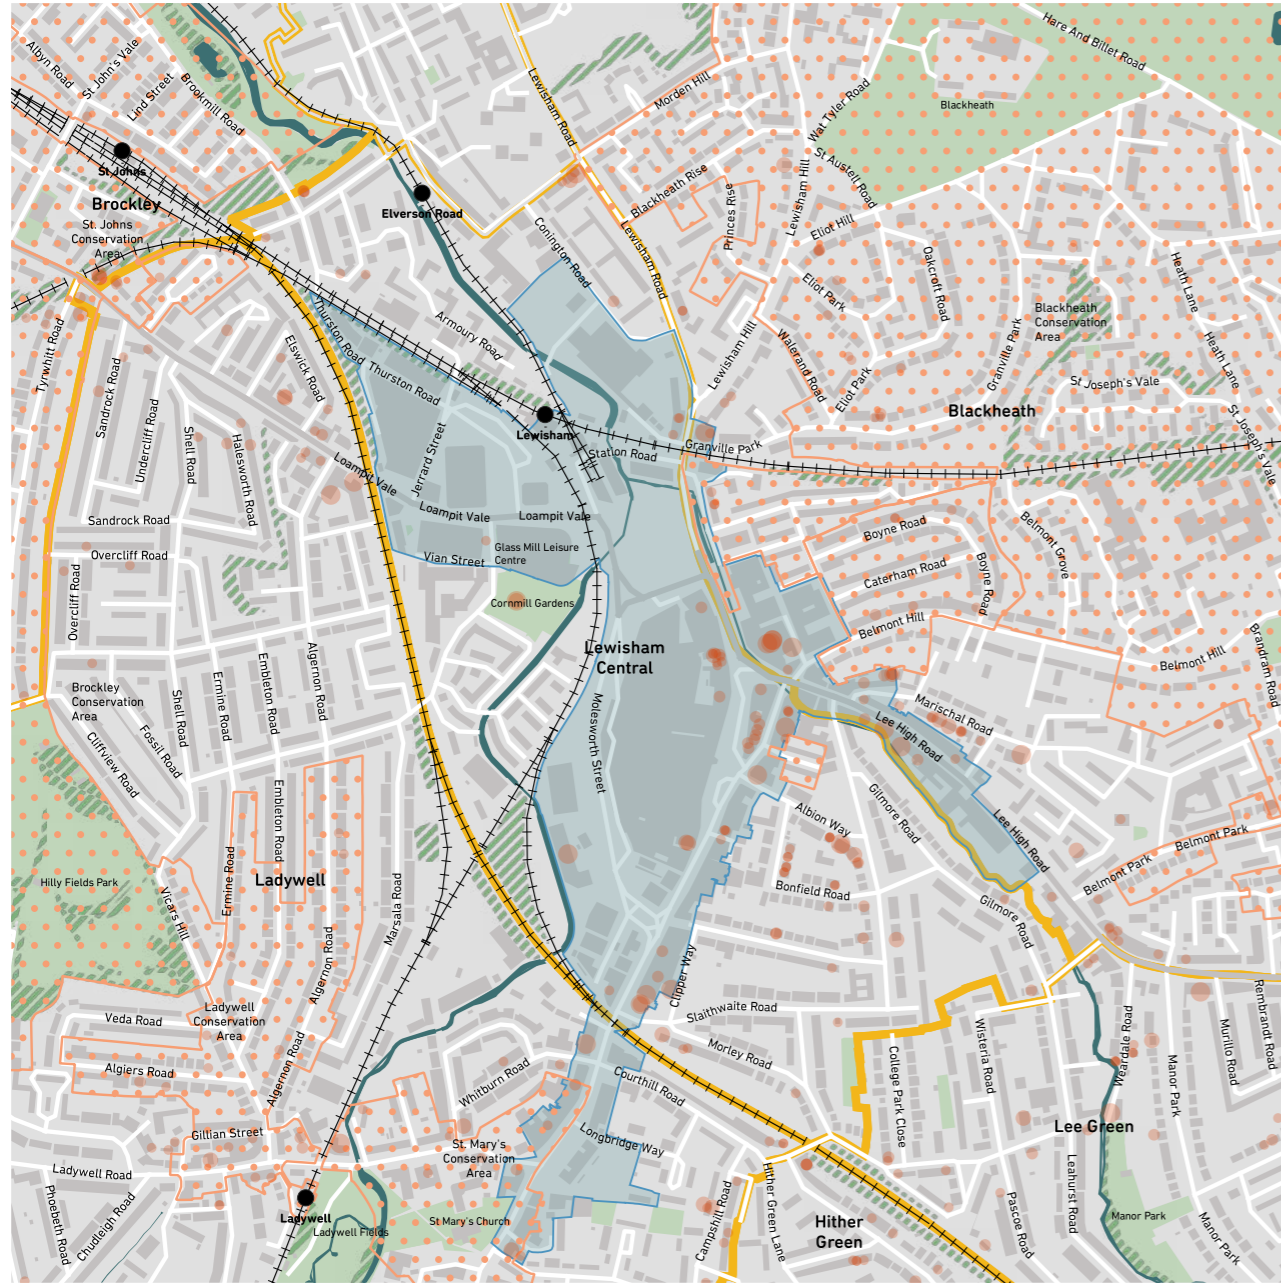 Hare And Billet Road
Albyn Road
St John's Vale
Lind Street
Brookmill Road
Lewisham Road
Morden Hill
Wat Tyler Road
Blackheath
St Johns
Brockley
St. Johns
Conservation
Area
Elverson Road
Blackheath Rise
Princes Rise
Lewisham Hill
St Austell Road
Eliot Hill
Conington Road
Lewisham Road
Oakcroft Road
Heath Lane
Eliot Park
Blackheath
Conservation
Area
Thurston Road
Armoury Road
Tyrwhitt Road
Sandrock Road
Elswick Road
Thurston Road
Lewisham Hill
Walerand Road
Eliot Park
Granville Park
Heath Lane
St Joseph's Vale
Blackheath
St Joseph's Vale
Undercliff Road
Shell Road
Halesworth Road
Lewisham
Station Road
Granville Park
Jerrard Street
Loampit Vale
Loampit Vale
Loampit Vale
Sandrock Road
Overcliff Road
Overcliff Road
Vian Street
Glass Mill Leisure
Centre
Cornmill Gardens
Boyne Road
Caterham Road
Boyne Road
Belmont Grove
Belmont Hill
Belmont Hill
Brandram Road
Lewisham
Central
Brockley
Conservation
Area
Shell Road
Ermine Road
Embleton Road
Algernon Road
Fossil Road
Cliffview Road
Molesworth Street
Marischal Road
Lee High Road
Embleton Road
Albion Way
Gilmore Road
Lee High Road
Belmont Park
Belmont Park
Hilly Fields Park
Ladywell
Ermine Road
Vicars Hill
Marsala Road
Bonfield Road
Gilmore Road
Algernon Road
Clipper Way
Ladywell
Conservation
Area
Veda Road
Slaithwaite Road
Rembrandt Road
Algiers Road
Algernon Road
Whitburn Road
Morley Road
Courthill Road
College Park Close
Wisteria Road
Weardale Road
Manor Park
Murillo Road
Gillian Street
St. Mary's
Conservation
Area
Longbridge Way
Lee Green
Ladywell Road
Phoebeth Road
Chudleigh Road
Ladywell
Ladywell Fields
St Mary's Church
Campshill Road
Hither Green Lane
Hither
Green
Pascoe Road
Leahurst Road
Manor Park
Manor Park